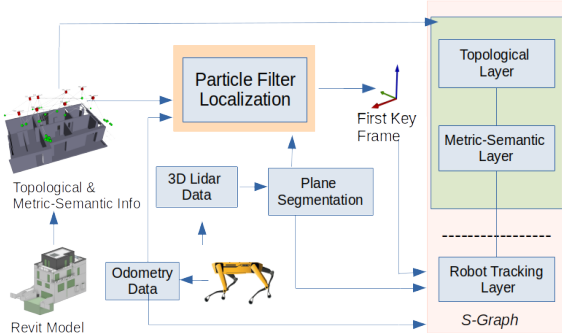 Topological
Layer
Particle Filter
Localization
First Key
Frame
Metric-Semantic
Layer
Topological &
Metric-Semantic Info
3D Lidar
Data
Plane
Segmentation
Odometry
Data
Robot Tracking
Layer
Revit Model
S-Graph